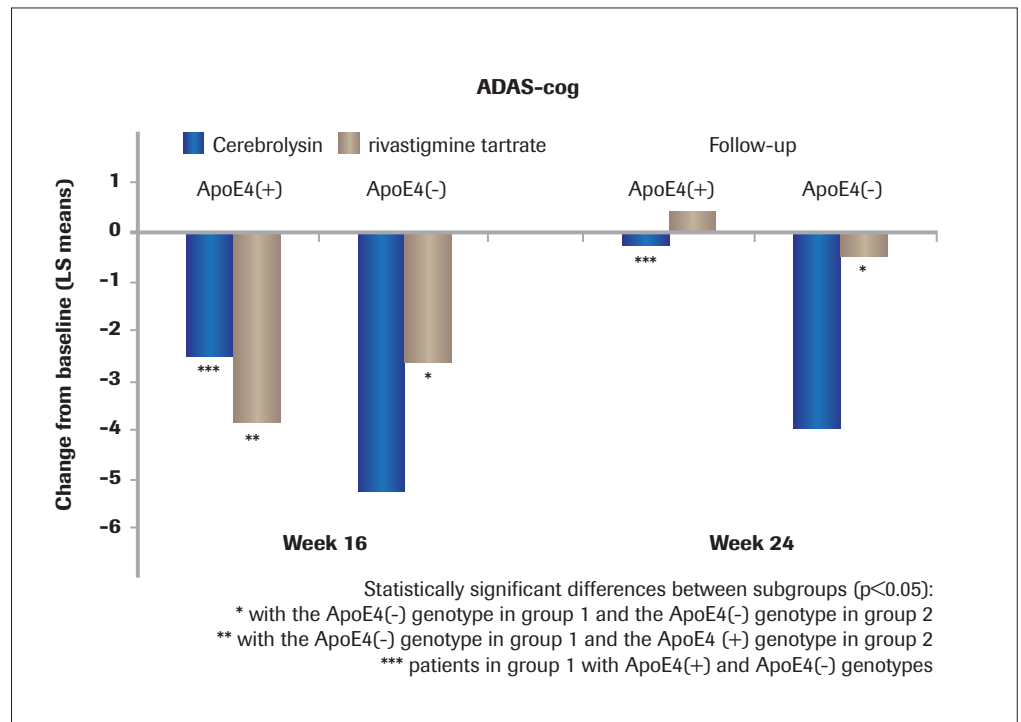 ADAS-cog
Cerebrolysin rivastigmine tartrate Follow-up
ApoE4(+) ApoE4(-) ApoE4(+) ApoE4(-)
Change from baseline (LS means)
1
0
-1
-2
-3
-4
-5
-6
***
**
*
***
*
Week 16 Week 24
Statistically significant differences between subgroups (p<0.05):
* with the ApoE4(-) genotype in group 1 and the ApoE4(-) genotype in group 2
** with the ApoE4(-) genotype in group 1 and the ApoE4 (+) genotype in group 2
*** patients in group 1 with ApoE4(+) and ApoE4(-) genotypes